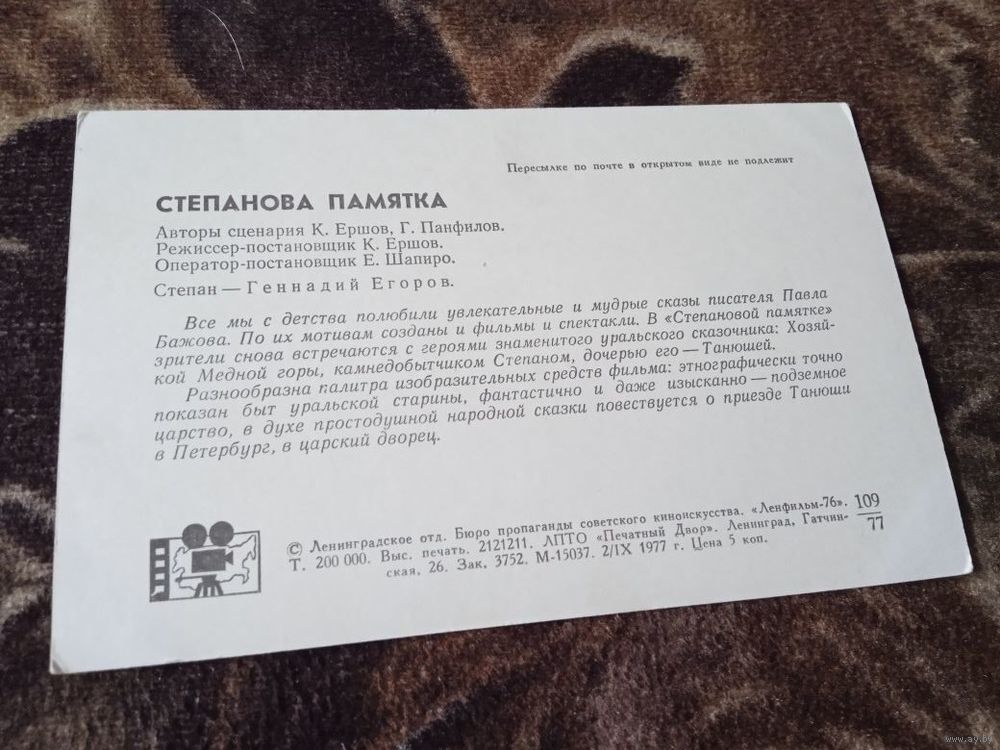 Пересылке по почте в открытом виде не подлежит
СТЕПАНОВА ПАМЯТКА
Авторы сценария К. Ершов, Г. Панфилов.
Режиссер-постановщик К. Ершов.
Оператор-постановщик Е. Шапиро.
Степан — Геннадий Егоров.
Все мы с детства полюбили увлекательные и мудрые сказы писателя Павла
Бажова. По их мотивам созданы и фильмы и спектакли. В «Степановой памятке»
зрители снова встречаются с героями знаменитого уральского сказочника: Хозяй-
кой Медной горы, камнедобытчиком Степаном, дочерью его — Танюшей.
Разнообразна палитра изобразительных средств фильма: этнографически точно
показан быт уральской старины, фантастично и даже изысканно — подземное
царство, в духе простодушной народной сказки повествуется о приезде Танюши
в Петербург, в царский дворец.
© Ленинградское отд. Бюро пропаганды советского киноискусства. «Ленфильм-76». 109
Т. 200 000. Выс. печать. 2121211. ЛПТО «Печатный Двор». Ленинград, Гатчин- 77
ская, 26. Зак. 3752. М-15037. 2/IX 1977 г. Цена 5 коп.
www.ay.by